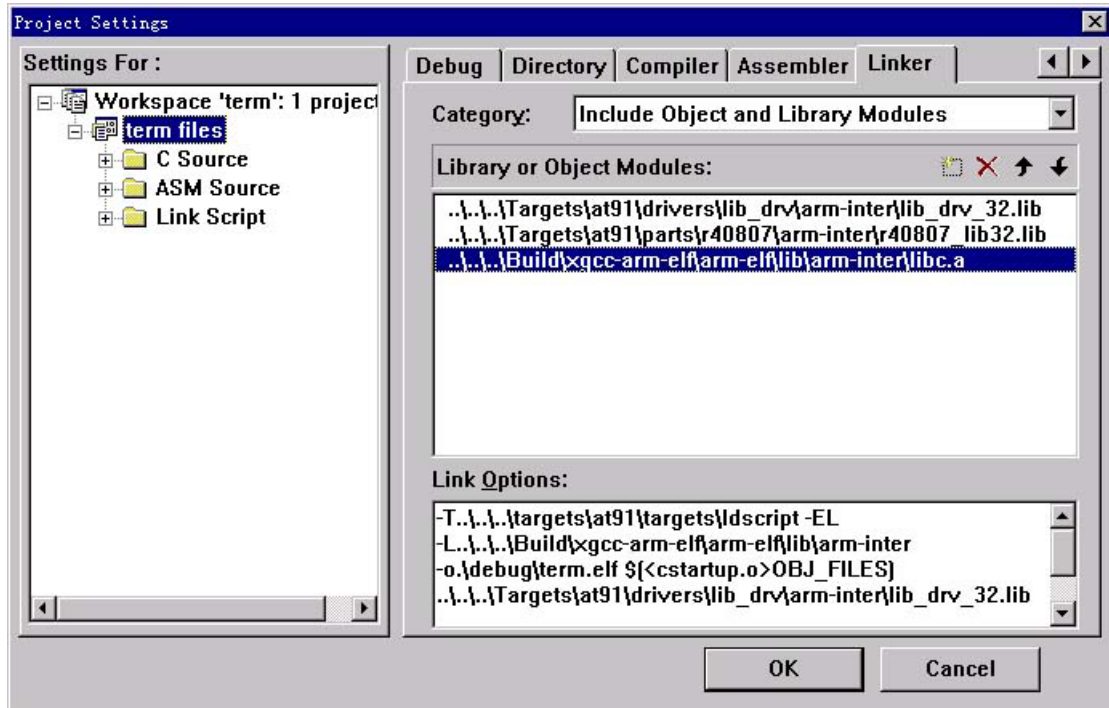 Project Settings
Settings For :
Workspace 'term': 1 project
term files
C Source
ASM Source
Link Script
Debug
Directory
Compiler
Assembler
Linker
Category:
Include Object and Library Modules
Library or Object Modules:
..\..\..\Targets\at91\drivers\lib_drv\arm-inter\lib_drv_32.lib
..\..\..\Targets\at91\parts\r40807\arm-inter\r40807_lib32.lib
..\..\..\Build\xgcc-arm-elf\arm-elf\lib\arm-inter\libc.a
Link Options:
-T..\..\..\targets\at91\targets\ldscript -EL
-L..\..\..\Build\xgcc-arm-elf\arm-elf\lib\arm-inter
-o.\debug\term.elf $(<cstartup.o>OBJ_FILES)
..\..\..\Targets\at91\drivers\lib_drv\arm-inter\lib_drv_32.lib
OK
Cancel